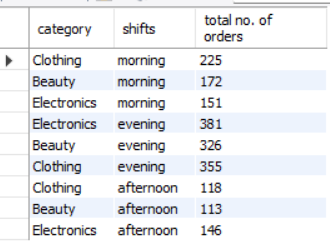 category shifts total no. of
orders
Clothing morning 225
Beauty morning 172
Electronics morning 151
Electronics evening 381
Beauty evening 326
Clothing evening 355
Clothing afternoon 118
Beauty afternoon 113
Electronics afternoon 146